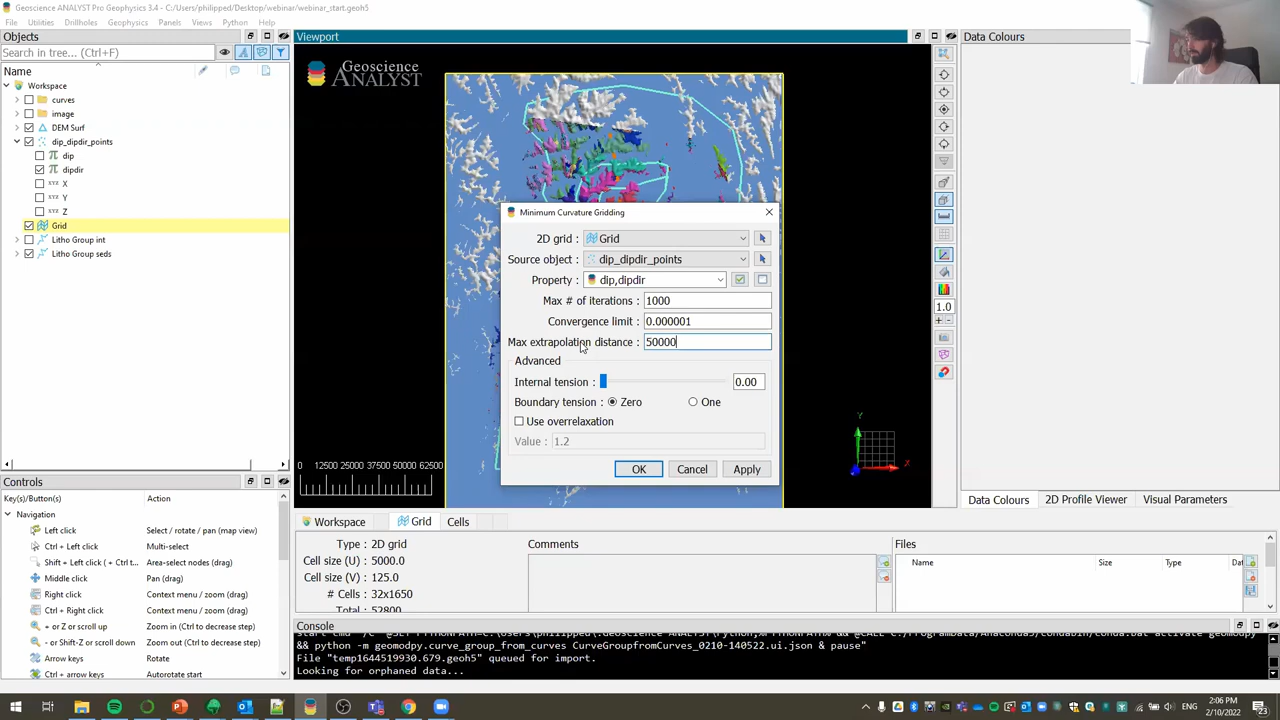 Geoscience ANALYST Pro Geophysics 3.4 - C:/Users/philipped/Desktop/webinar/webinar_start.geoh5
File Utilities Drillholes Geophysics Panels Views Python Help
Objects
Viewport
Data Colours
Search in tree... (Ctrl+F)
Name
Workspace
curves
image
DEM Surf
dip_dipdir_points
dip
dipdir
XYZ X
XYZ Y
XYZ Z
Grid
Litho Group int
Litho Group seds
Geoscience
ANALYST
Minimum Curvature Gridding
2D grid : Grid
Source object : dip_dipdir_points
Property : dip,dipdir
Max # of iterations : 1000
Convergence limit : 0.000001
Max extrapolation distance : 50000
Advanced
Internal tension : 0.00
Boundary tension : Zero One
Use overrelaxation
Value : 1.2
OK Cancel Apply
1.0
0 12500 25000 37500 50000 62500
Y
X
Data Colours 2D Profile Viewer Visual Parameters
Controls
Key(s)/Button(s) Action
Navigation
Left click Select / rotate / pan (map view)
Ctrl + Left click Multi-select
Shift + Left click ( + Ctrl t... Area-select nodes (drag)
Middle click Pan (drag)
Right click Context menu / zoom (drag)
Ctrl + Right click Context menu / zoom (drag)
+ or Z or scroll up Zoom in (Ctrl to decrease step)
- or Shift-Z or scroll down Zoom out (Ctrl to decrease step)
Arrow keys Rotate
Ctrl + arrow keys Autorotate start
Workspace Grid Cells
Type : 2D grid
Cell size (U) : 5000.0
Cell size (V) : 125.0
# Cells : 32x1650
Total : 52800
Comments
Files
Name Size Type Dat
Console
&& python -m geomodpy.curve_group_from_curves CurveGroupfromCurves_0210-140522.ui.json & pause"
File "temp1644519930.679.geoh5" queued for import.
Looking for orphaned data...
2:06 PM
2/10/2022